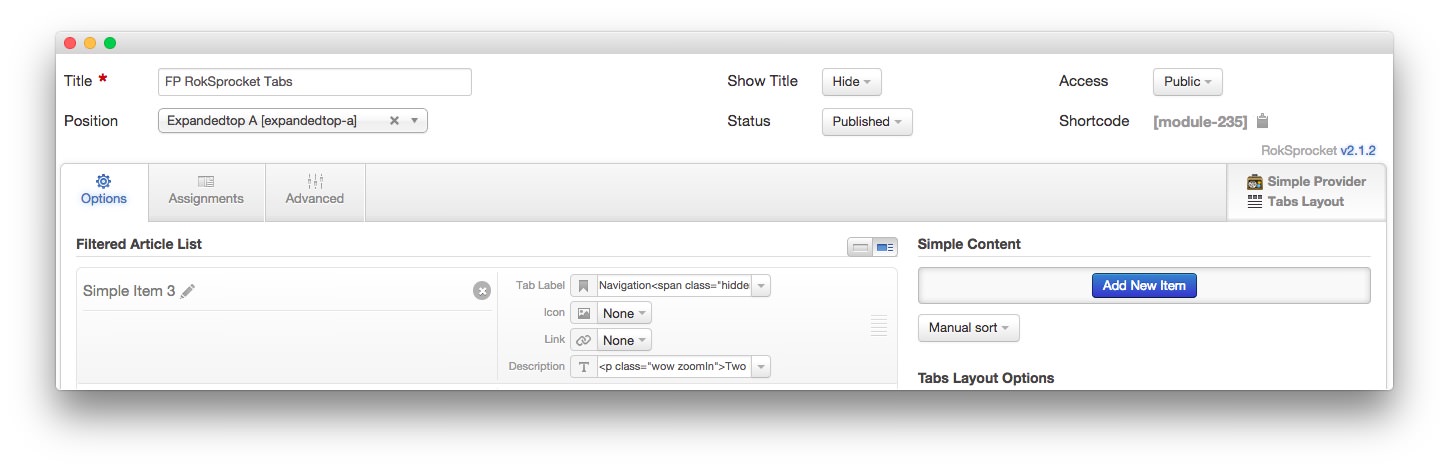 Title * FP RokSprocket Tabs Show Title Hide Access Public
Position Expandedtop A [expandedtop-a] Status Published Shortcode [module-235]
RokSprocket v2.1.2
Options Assignments Advanced Simple Provider
Tabs Layout
Filtered Article List Simple Content
Simple Item 3 Tab Label Navigation<span class="hidde Add New Item
Icon None
Link None Manual sort
Description <p class="wow zoomIn">Two
Tabs Layout Options